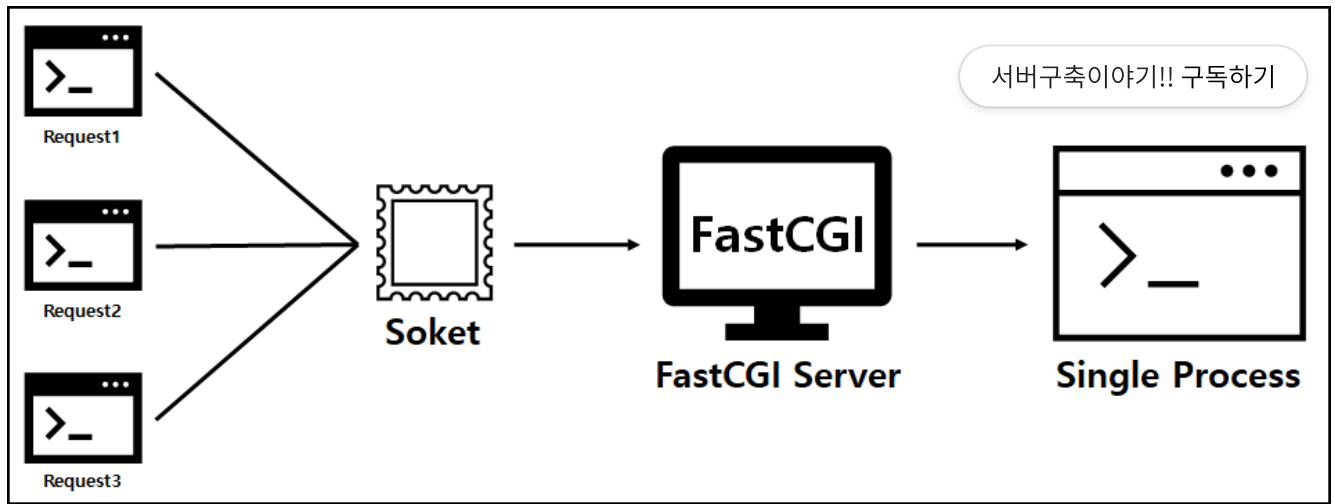 서버구축이야기!! 구독하기
Request1
Request2
Request3
Soket
FastCGI
FastCGI Server
Single Process